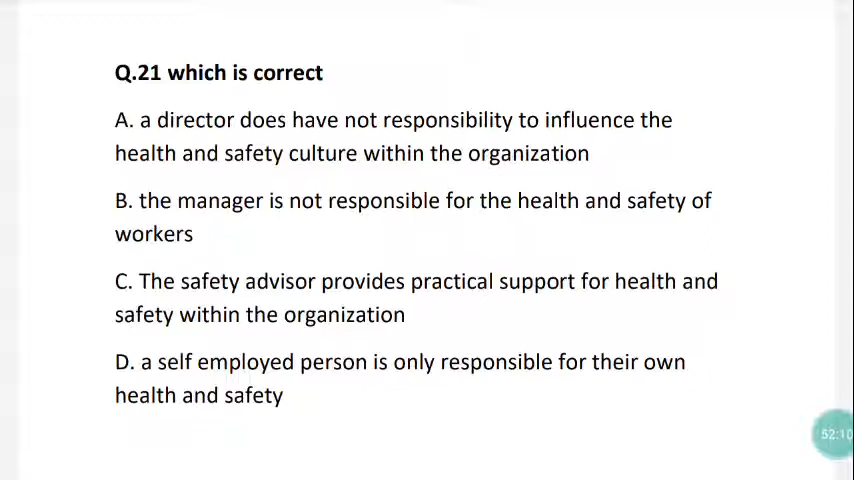 Q.21 which is correct
A. a director does have not responsibility to influence the
health and safety culture within the organization
B. the manager is not responsible for the health and safety of
workers
C. The safety advisor provides practical support for health and
safety within the organization
D. a self employed person is only responsible for their own
health and safety
52:10